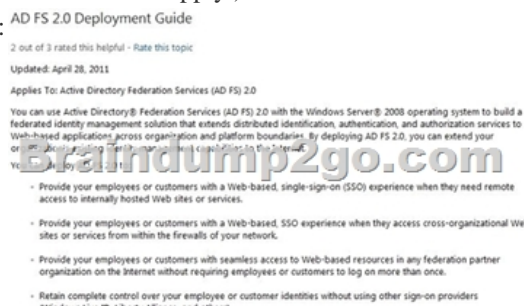 :
AD FS 2.0 Deployment Guide
2 out of 3 rated this helpful - Rate this topic
Updated: April 28, 2011
Applies To: Active Directory Federation Services (AD FS) 2.0
You can use Active Directory® Federation Services (AD FS) 2.0 with the Windows Server® 2008 operating system to build a
federated identity management solution that extends distributed identification, authentication, and authorization services to
Web-based applications across organization and platform boundaries. By deploying AD FS 2.0, you can extend your
Braindump2go.com
• Provide your employees or customers with a Web-based, single-sign-on (SSO) experience when they need remote
access to internally hosted Web sites or services.
• Provide your employees or customers with a Web-based, SSO experience when they access cross-organizational We
sites or services from within the firewalls of your network.
• Provide your employees or customers with seamless access to Web-based resources in any federation partner
organization on the Internet without requiring employees or customers to log on more than once.
• Retain complete control over your employee or customer identities without using other sign-on providers